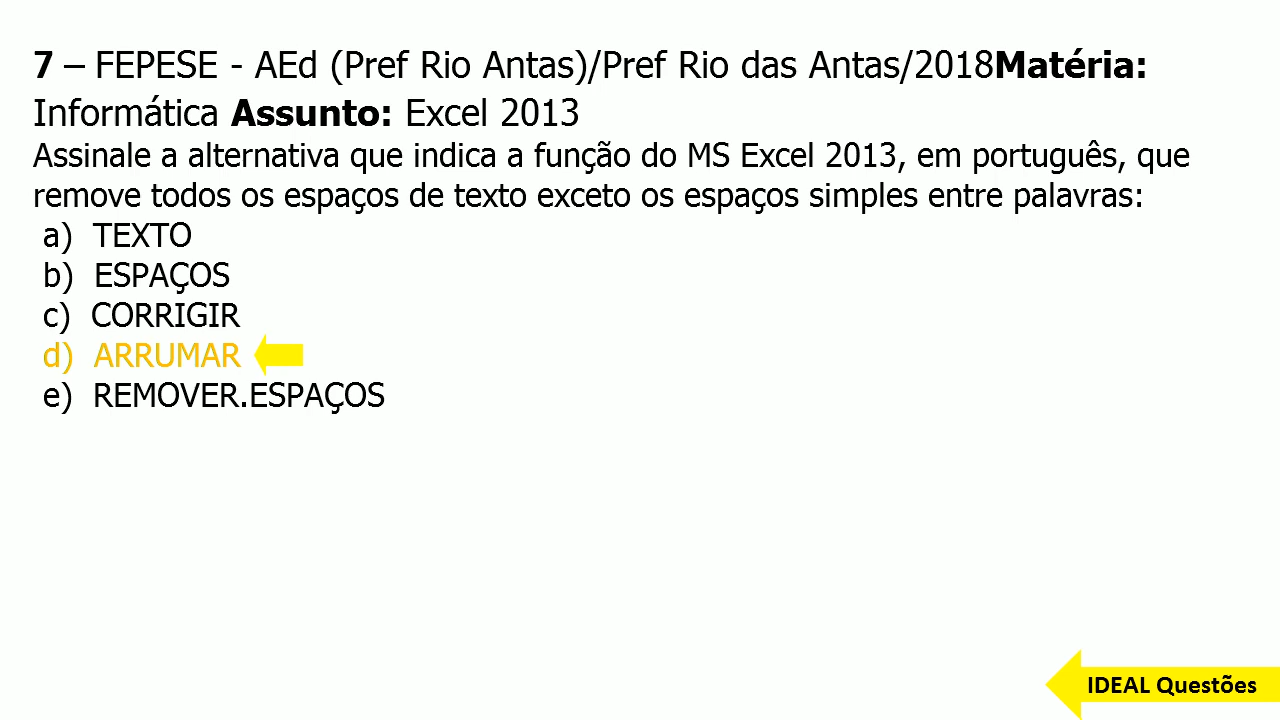 7 – FEPESE - AEd (Pref Rio Antas)/Pref Rio das Antas/2018Matéria:
Informática Assunto: Excel 2013
Assinale a alternativa que indica a função do MS Excel 2013, em português, que
remove todos os espaços de texto exceto os espaços simples entre palavras:
a) TEXTO
b) ESPAÇOS
c) CORRIGIR
d) ARRUMAR
e) REMOVER.ESPAÇOS
IDEAL Questões